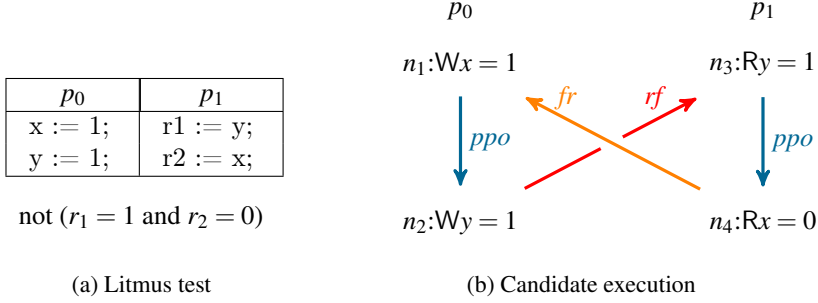 p₀ p₁
x := 1; r1 := y;
y := 1; r2 := x;
not (r₁ = 1 and r₂ = 0)
(a) Litmus test
p₀ p₁
n₁:Wx = 1 n₃:Ry = 1
fr rf
ppo ppo
n₂:Wy = 1 n₄:Rx = 0
(b) Candidate execution